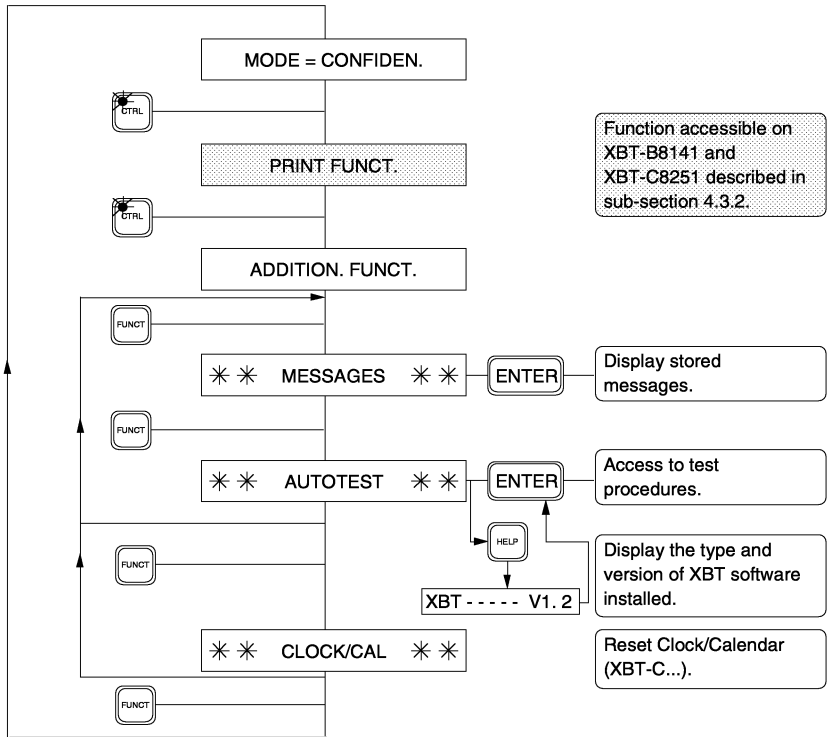 MODE = CONFIDEN.
CTRL
Function accessible on
XBT-B8141 and
XBT-C8251 described in
sub-section 4.3.2.
PRINT FUNCT.
CTRL
ADDITION. FUNCT.
FUNCT
✳ ✳ MESSAGES ✳ ✳
ENTER
Display stored
messages.
FUNCT
✳ ✳ AUTOTEST ✳ ✳
ENTER
Access to test
procedures.
HELP
FUNCT
Display the type and
version of XBT software
installed.
XBT - - - - - V1. 2
✳ ✳ CLOCK/CAL ✳ ✳
Reset Clock/Calendar
(XBT-C...).
FUNCT